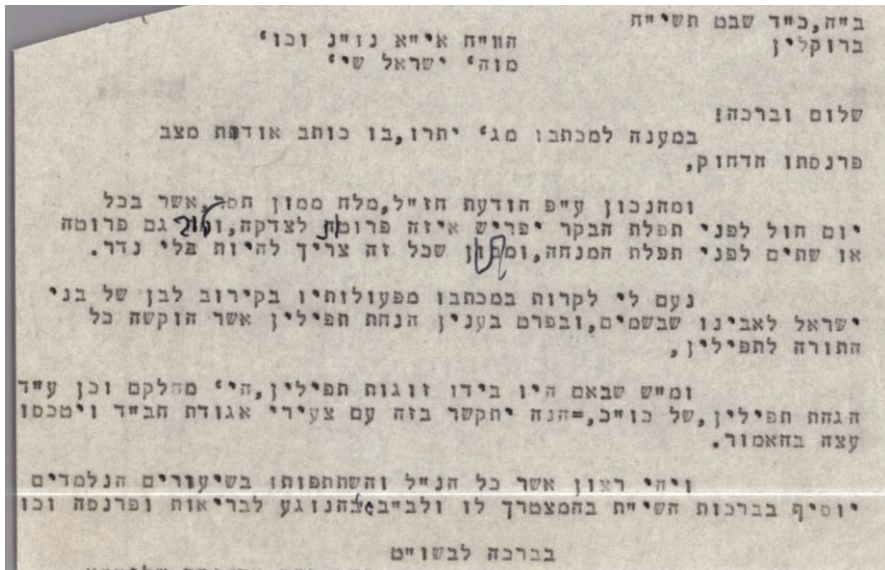 ב"ה, כ"ד שבט תשי"ח
ברוקלין
הוו"ח אי"א נו"נ וכו'
מוה' ישראל שי'
שלום וברכה!
במענה למכתבו מג' יתרו, בו כותב אודות מצב
פרנסתו הדחוק,
ומהנכון ע"פ הודעת חז"ל, מלח ממון חסר, אשר בכל
יום חול לפני תפלת הבקר יפריש איזה פרוטות לצדקה, וכן גם פרוטה
או שתים לפני תפלת המנחה, ומובן שכל זה צריך להיות בלי נדר.
נעם לי לקרות במכתבו מפעולותיו בקירוב לבן של בני
ישראל לאבינו שבשמים, ובפרט בענין הנחת תפילין אשר הוקשה כל
התורה לתפילין,
ומ"ש שבאם היו בידו זוגות תפילין, הי' מחלקם וכן ע"ד
הגהת תפילין, של כו"כ, =הנה יתקשר בזה עם צעירי אגודת חב"ד ויטכסו
עצה בהאמור.
ויהי רצון אשר כל הנ"ל והשתתפותו בשיעורים הנלמדים
יוסיף בברכות השי"ת בהמצטרך לו ולב"ב בהנוגע לבריאות ופרנסה וכו
בברכה לבשו"ט